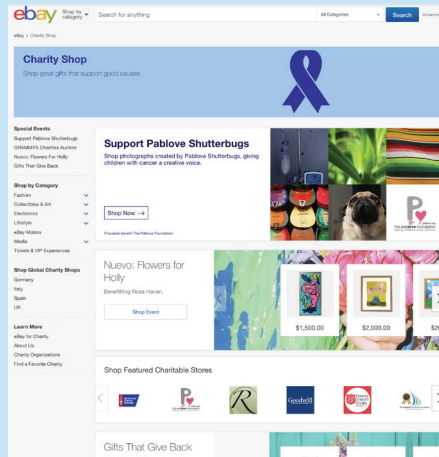 ebay
Shop by
category
Search for anything
All Categories
Search
Advanced
eBay > Charity Shop
Charity Shop
Shop great gifts that support good causes.
Special Events
Support Pablove Shutterbugs
GRAMMYS Charities Auction
Nuevo: Flowers For Holly
Gifts That Give Back
Shop by Category
Fashion
Collectibles & Art
Electronics
Lifestyle
eBay Motors
Media
Tickets & VIP Experiences
Shop Global Charity Shops
Germany
Italy
Spain
UK
Learn More
eBay for Charity
About Us
Charity Organizations
Find a Favorite Charity
Support Pablove Shutterbugs
Shop photographs created by Pablove Shutterbugs, giving
children with cancer a creative voice.
Shop Now →
Proceeds benefit The Pablove Foundation
P
the pablove foundation
Nuevo: Flowers for
Holly
Benefitting Rose Haven.
Shop Event
$1,500.00
$2,000.00
Shop Featured Charitable Stores
P
R
Goodwill
Gifts That Give Back